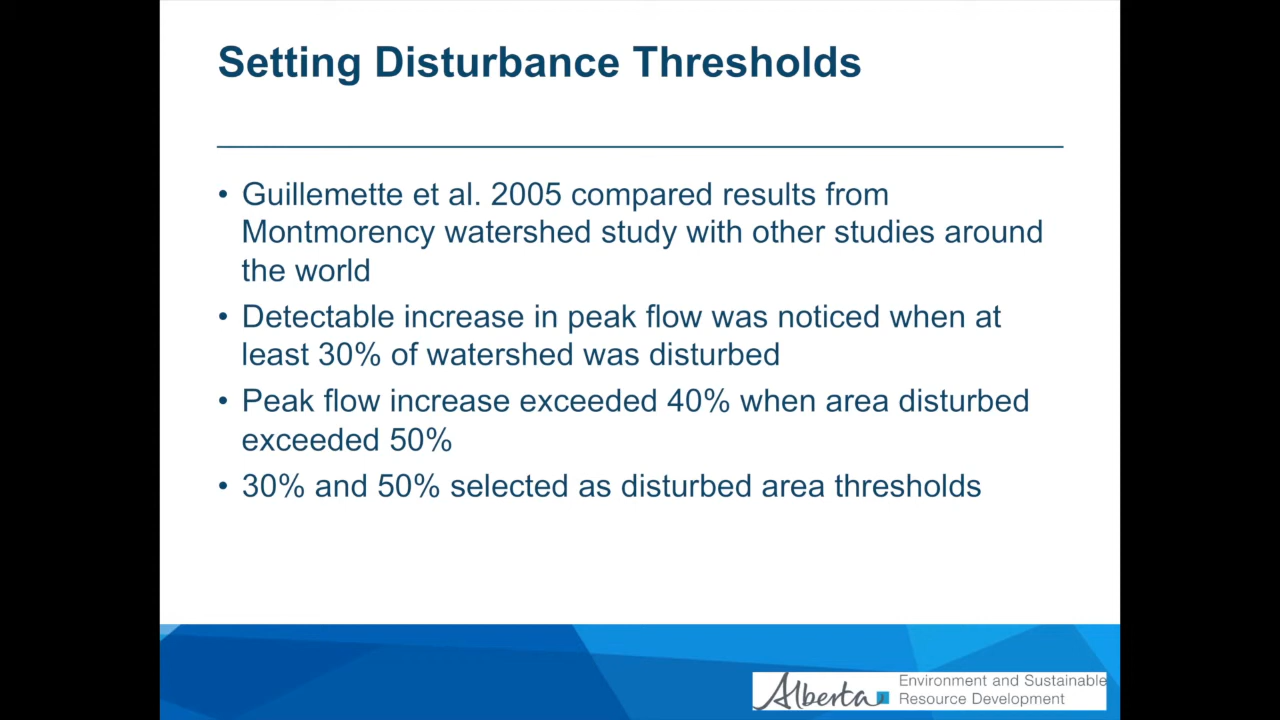 Setting Disturbance Thresholds
• Guillemette et al. 2005 compared results from
Montmorency watershed study with other studies around
the world
• Detectable increase in peak flow was noticed when at
least 30% of watershed was disturbed
• Peak flow increase exceeded 40% when area disturbed
exceeded 50%
• 30% and 50% selected as disturbed area thresholds
Alberta
Environment and Sustainable
Resource Development